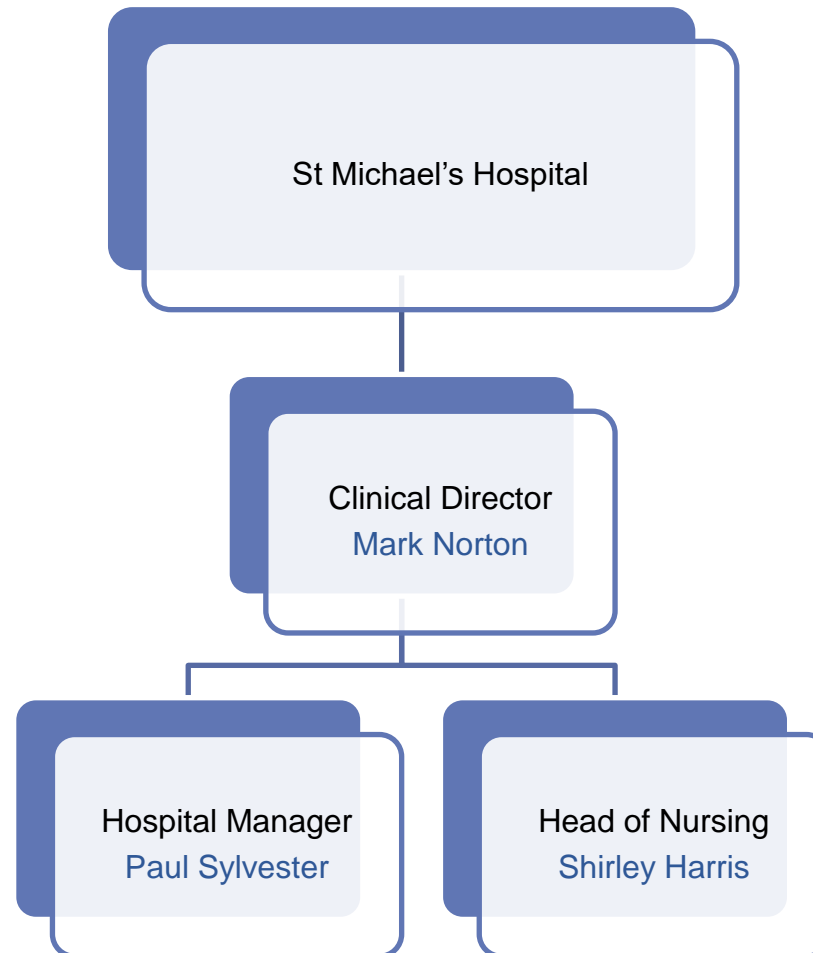 St Michael’s Hospital
Clinical Director
Mark Norton
Hospital Manager
Paul Sylvester
Head of Nursing
Shirley Harris